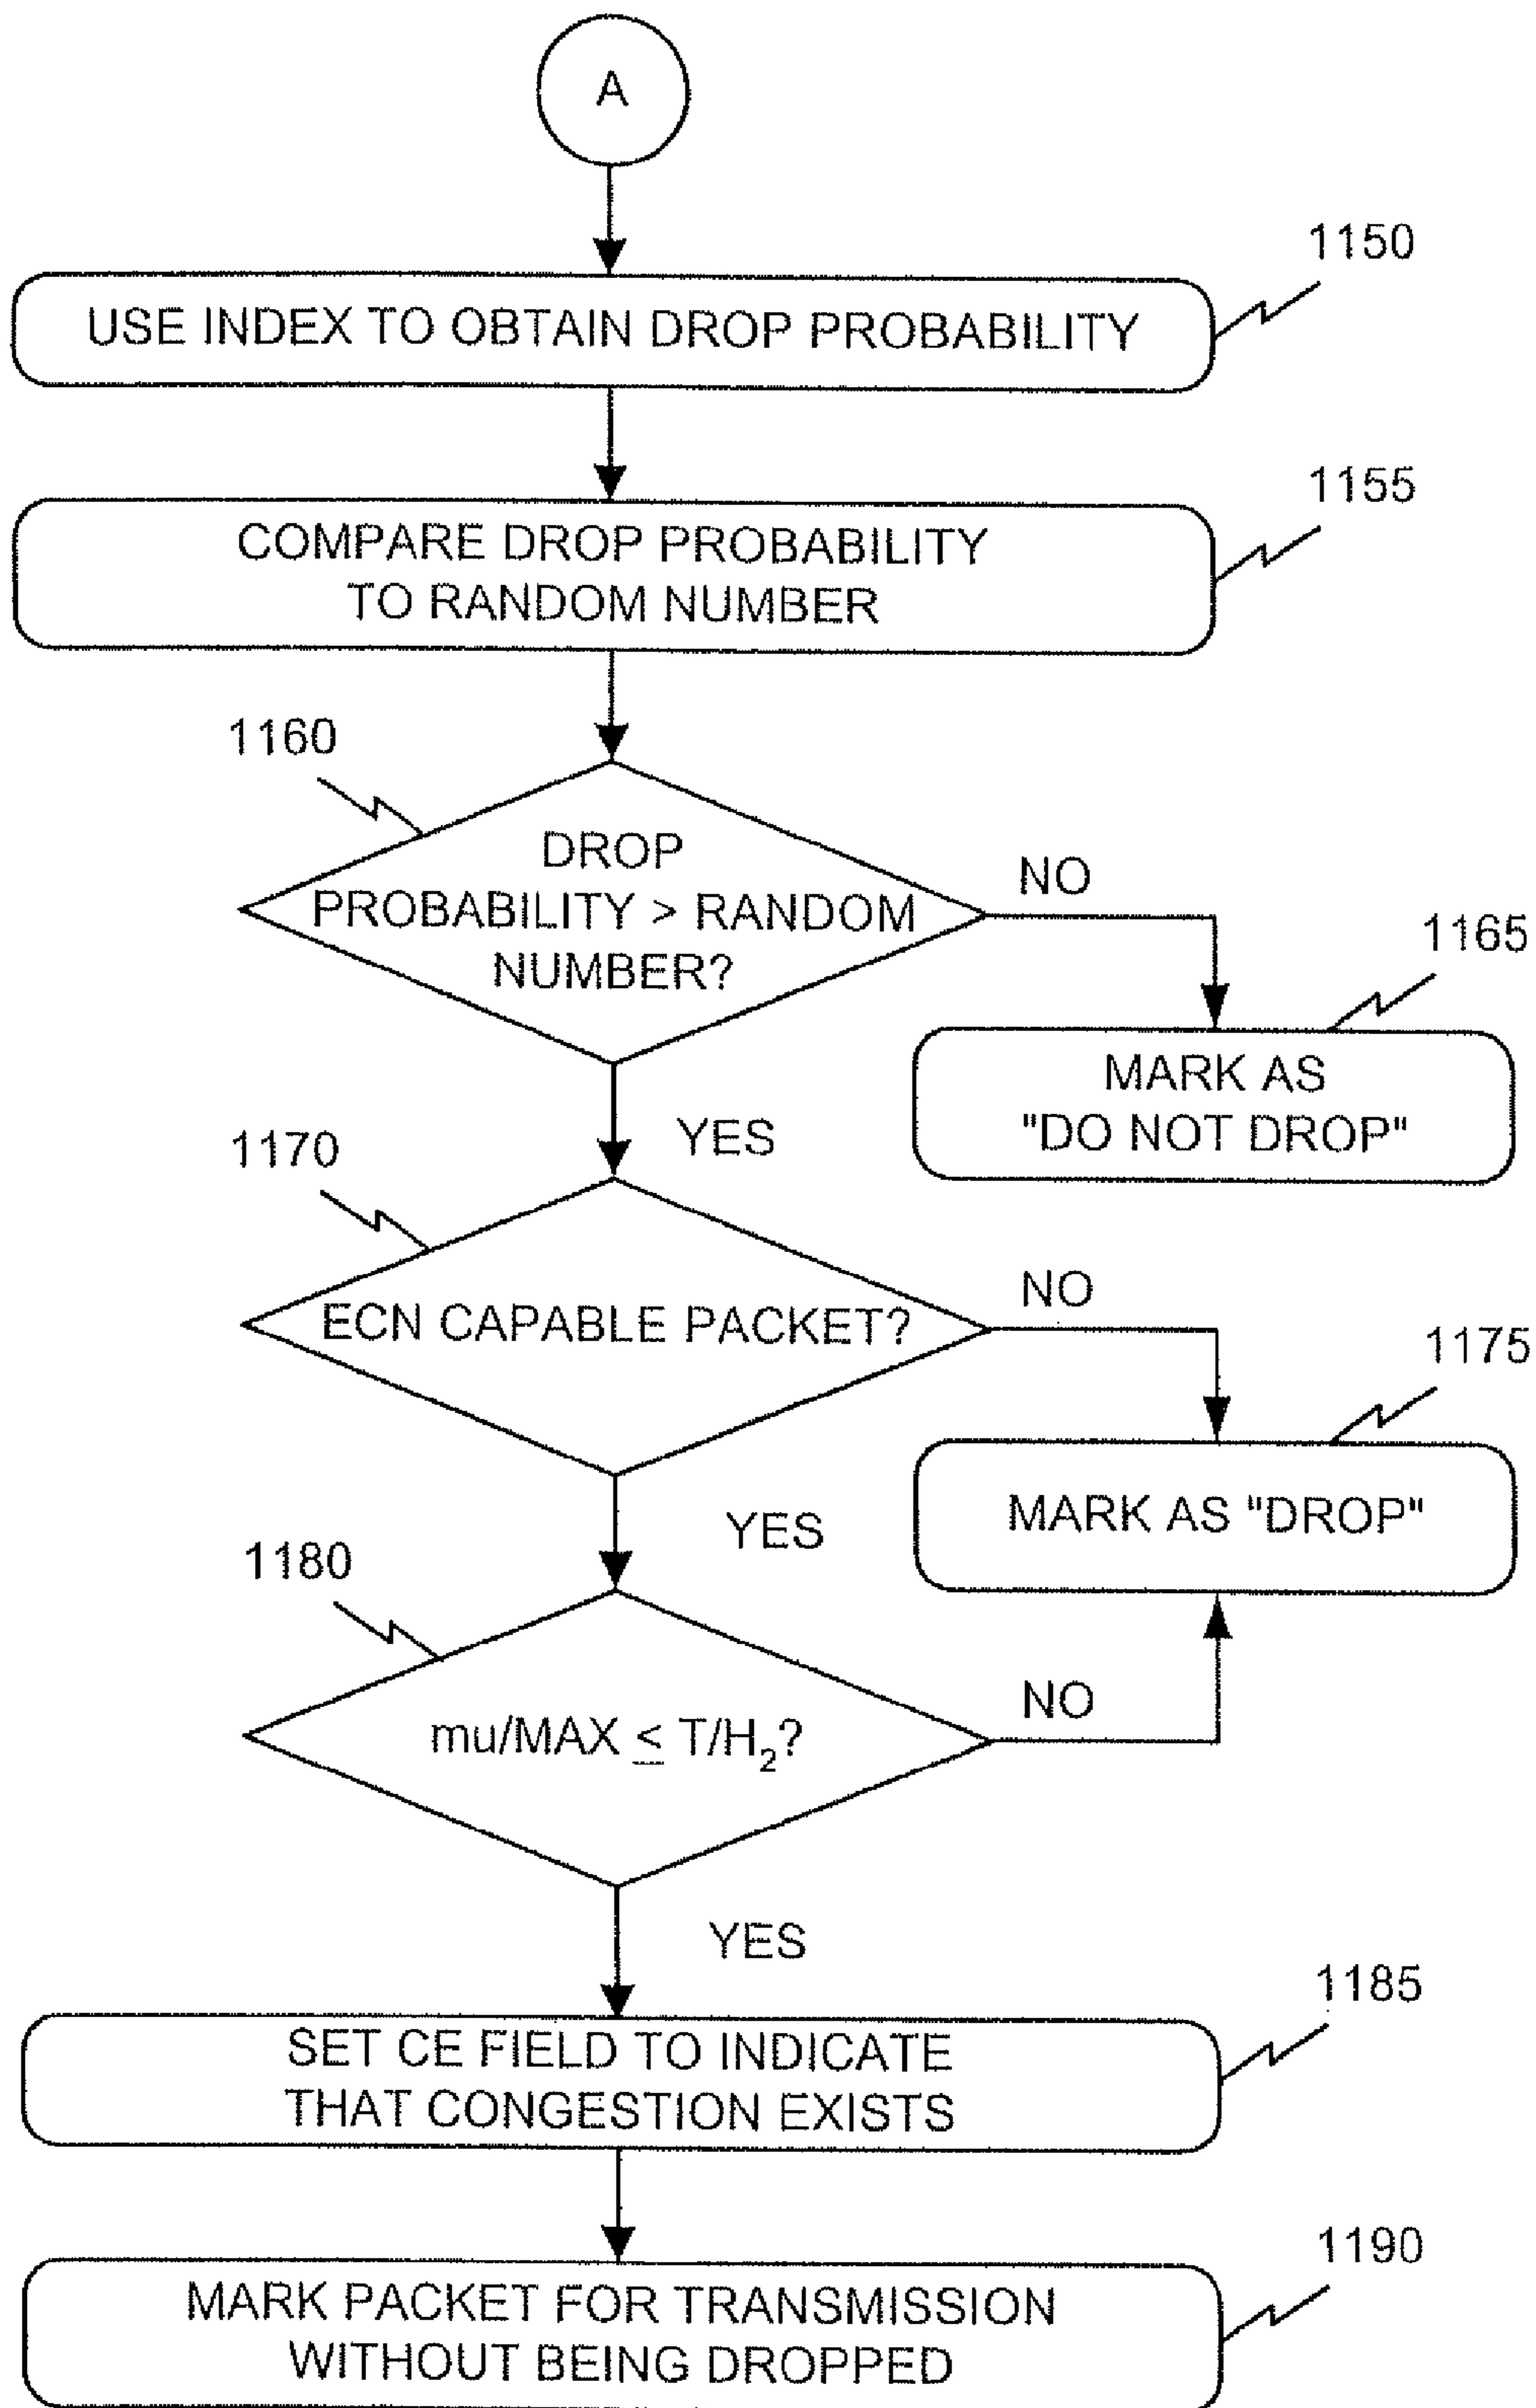 A
1150
USE INDEX TO OBTAIN DROP PROBABILITY
1155
COMPARE DROP PROBABILITY
TO RANDOM NUMBER
1160
DROP
PROBABILITY > RANDOM
NUMBER?
NO
1165
MARK AS
"DO NOT DROP"
YES
1170
ECN CAPABLE PACKET?
NO
1175
MARK AS "DROP"
YES
1180
mu/MAX ≤ T/H₂?
NO
YES
1185
SET CE FIELD TO INDICATE
THAT CONGESTION EXISTS
1190
MARK PACKET FOR TRANSMISSION
WITHOUT BEING DROPPED